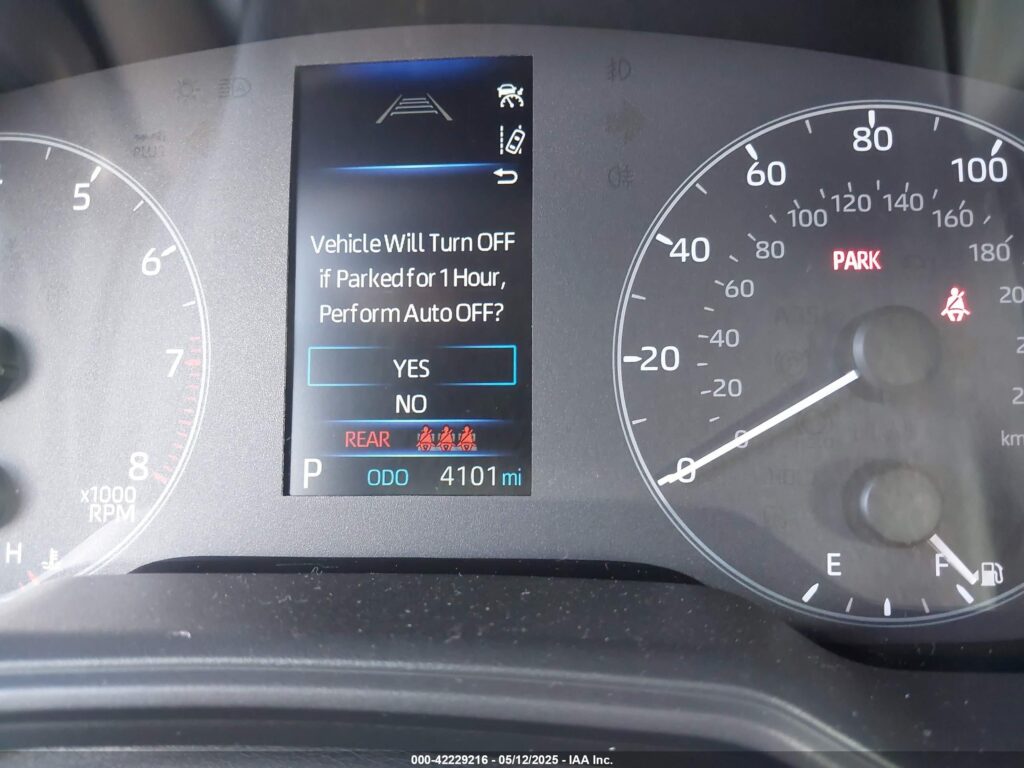 5
6
7
8
x1000
RPM
H
Vehicle Will Turn OFF
if Parked for 1 Hour,
Perform Auto OFF?
YES
NO
REAR
P ODO 4101 mi
0
20
40
60
80
100
0
20
40
60
80
100
120
140
160
180
km
PARK
E
F
000-42229216 - 05/12/2025 - IAA Inc.